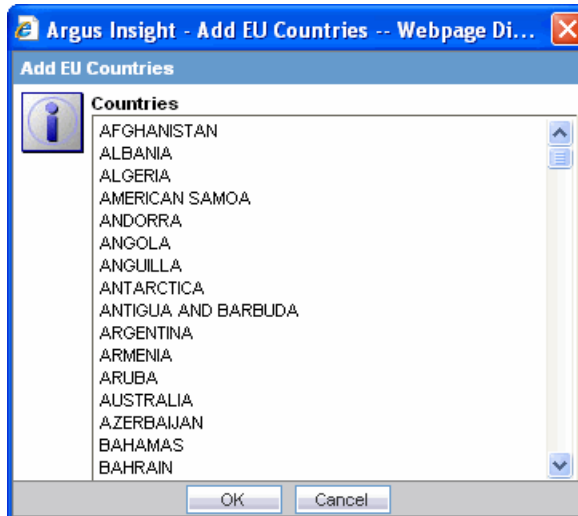 Argus Insight - Add EU Countries -- Webpage Di...
Add EU Countries
Countries
AFGHANISTAN
ALBANIA
ALGERIA
AMERICAN SAMOA
ANDORRA
ANGOLA
ANGUILLA
ANTARCTICA
ANTIGUA AND BARBUDA
ARGENTINA
ARMENIA
ARUBA
AUSTRALIA
AZERBAIJAN
BAHAMAS
BAHRAIN
OK Cancel